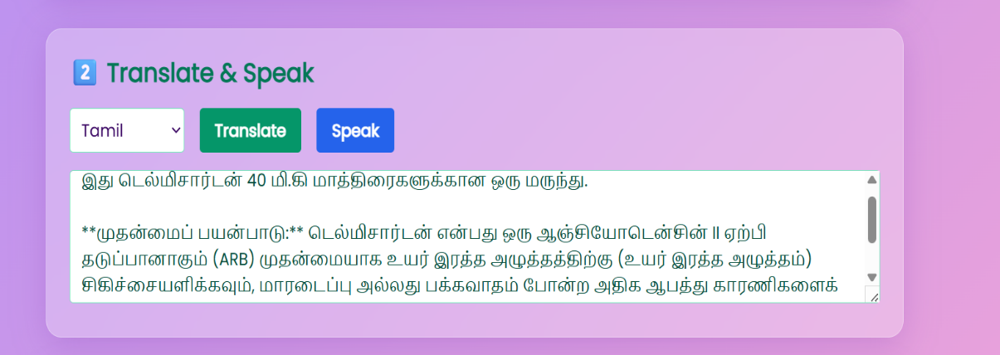 2 Translate & Speak
Tamil Translate Speak
இது டெல்மிசார்டன் 40 மி.கி மாத்திரைகளுக்கான ஒரு மருந்து.
**முதன்மைப் பயன்பாடு:** டெல்மிசார்டன் என்பது ஒரு ஆஞ்சியோடென்சின் II ஏற்பி
தடுப்பானாகும் (ARB) முதன்மையாக உயர் இரத்த அழுத்தத்திற்கு (உயர் இரத்த அழுத்தம்)
சிகிச்சையளிக்கவும், மாரடைப்பு அல்லது பக்கவாதம் போன்ற அதிக ஆபத்து காரணிகளைக்